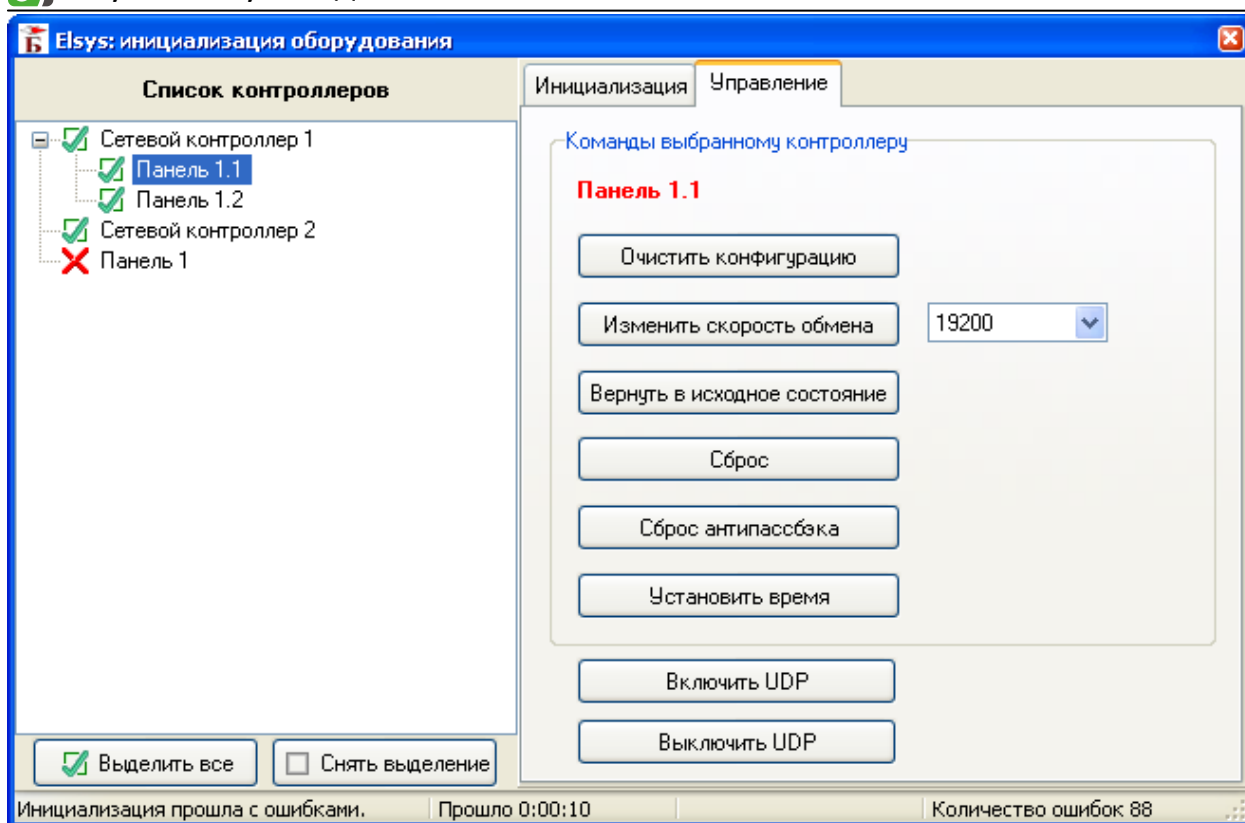 Elsys: инициализация оборудования
Список контроллеров
Инициализация
Управление
Сетевой контроллер 1
Панель 1.1
Панель 1.2
Сетевой контроллер 2
Панель 1
Команды выбранному контроллеру
Панель 1.1
Очистить конфигурацию
Изменить скорость обмена
19200
Вернуть в исходное состояние
Сброс
Сброс антипассбэка
Установить время
Включить UDP
Выключить UDP
Выделить все
Снять выделение
Инициализация прошла с ошибками.
Прошло 0:00:10
Количество ошибок 88